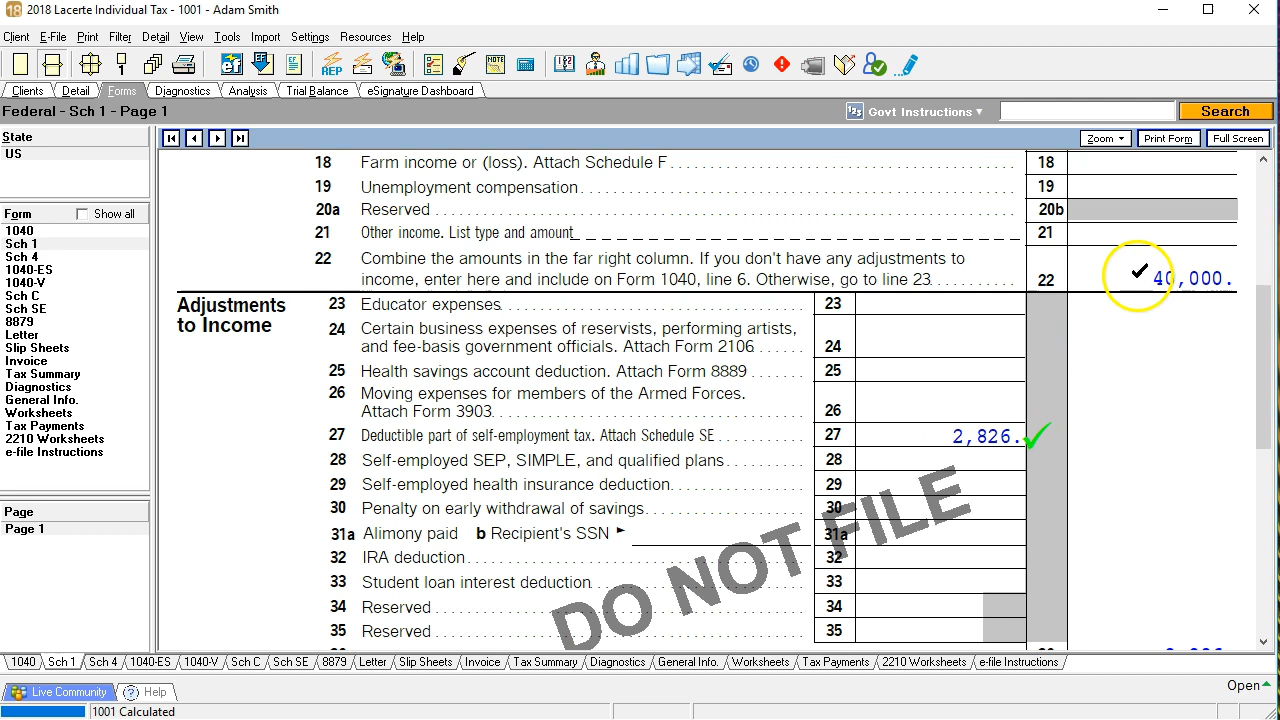 18 2018 Lacerte Individual Tax - 1001 - Adam Smith
Client E-File Print Filter Detail View Tools Import Settings Resources Help
REP NOTE
Clients Detail Forms Diagnostics Analysis Trial Balance eSignature Dashboard
Federal - Sch 1 - Page 1
123 Govt Instructions
Search
State
US
Form Show all
1040
Sch 1
Sch 4
1040-ES
1040-V
Sch C
Sch SE
8879
Letter
Slip Sheets
Invoice
Tax Summary
Diagnostics
General Info.
Worksheets
Tax Payments
2210 Worksheets
e-file Instructions
Page
Page 1
Zoom Print Form Full Screen
18 Farm income or (loss). Attach Schedule F 18
19 Unemployment compensation 19
20a Reserved 20b
21 Other income. List type and amount 21
22 Combine the amounts in the far right column. If you don't have any adjustments to
income, enter here and include on Form 1040, line 6. Otherwise, go to line 23 22 40,000.
Adjustments
to Income
23 Educator expenses 23
24 Certain business expenses of reservists, performing artists,
and fee-basis government officials. Attach Form 2106 24
25 Health savings account deduction. Attach Form 8889 25
26 Moving expenses for members of the Armed Forces.
Attach Form 3903 26
27 Deductible part of self-employment tax. Attach Schedule SE 27 2,826.
28 Self-employed SEP, SIMPLE, and qualified plans 28
29 Self-employed health insurance deduction 29
30 Penalty on early withdrawal of savings 30
31a Alimony paid b Recipient's SSN 31a
32 IRA deduction 32
33 Student loan interest deduction 33
34 Reserved 34
35 Reserved 35
DO NOT FILE
1040 Sch 1 Sch 4 1040-ES 1040-V Sch C Sch SE 8879 Letter Slip Sheets Invoice Tax Summary Diagnostics General Info. Worksheets Tax Payments 2210 Worksheets e-file Instructions
Live Community Help
Open
1001 Calculated